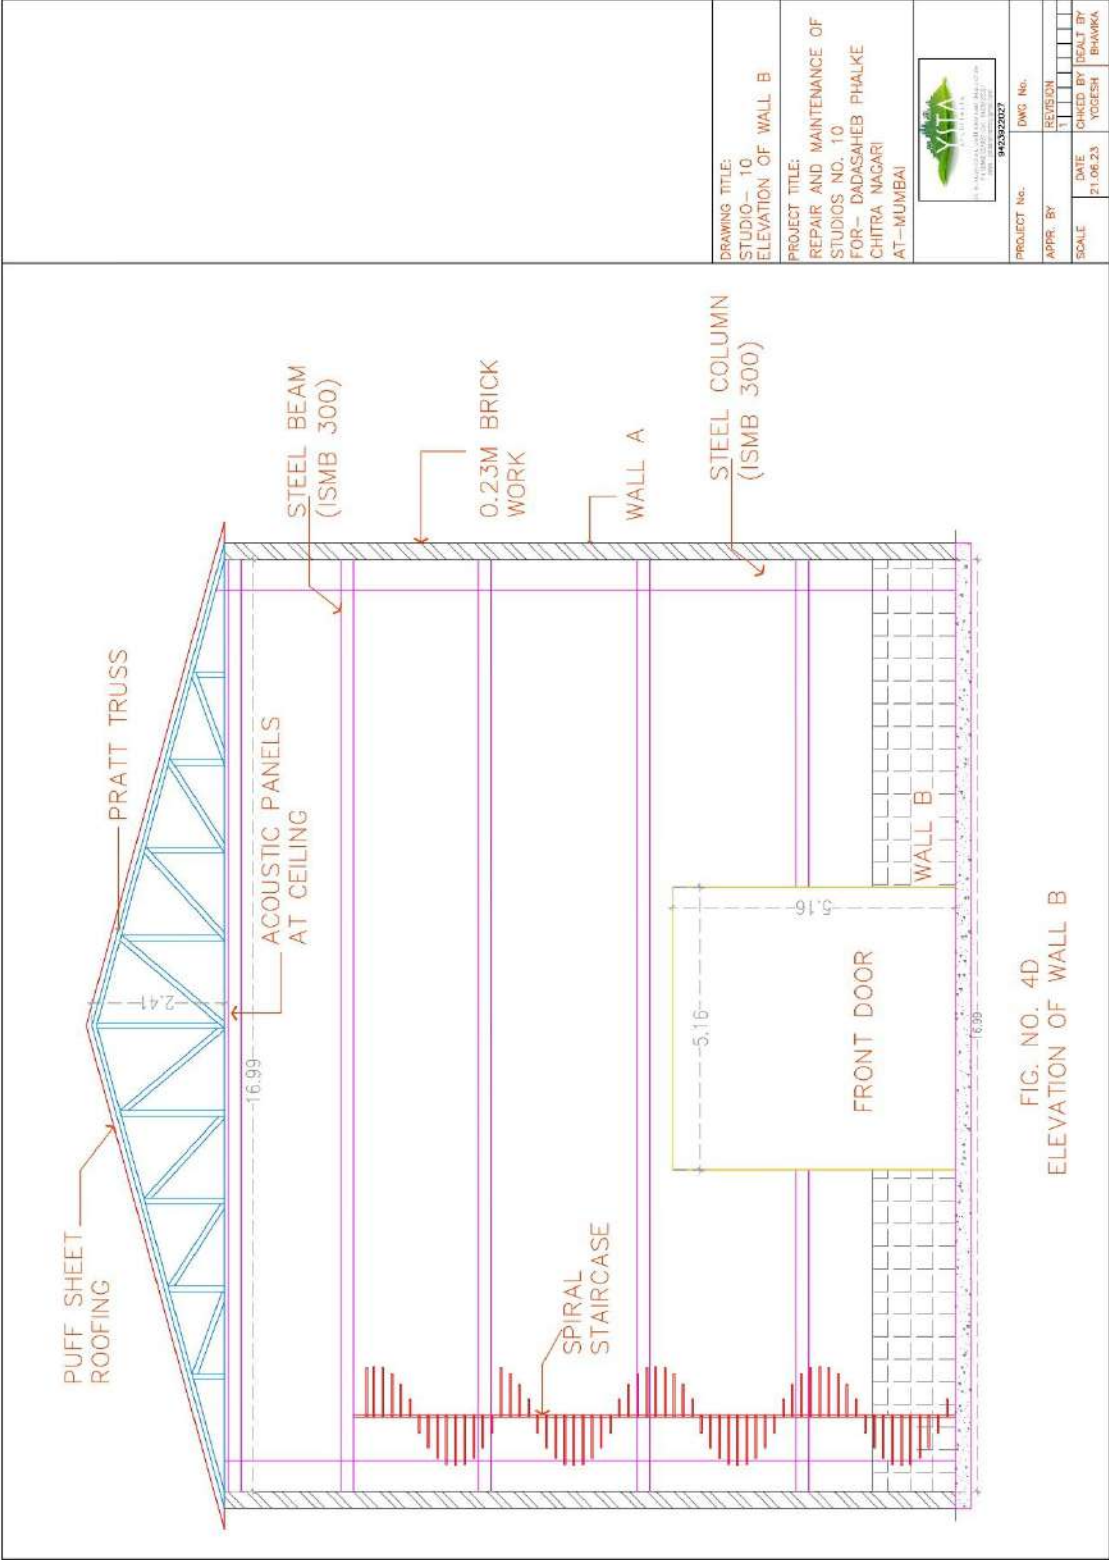 PUFF SHEET
ROOFING
PRATT TRUSS
2.41
ACOUSTIC PANELS
AT CEILING
16.99
STEEL BEAM
(ISMB 300)
0.23M BRICK
WORK
WALL A
STEEL COLUMN
(ISMB 300)
SPIRAL
STAIRCASE
5.16
5.16
FRONT DOOR
WALL B
16.99
FIG. NO. 4D
ELEVATION OF WALL B
DRAWING TITLE:
STUDIO- 10
ELEVATION OF WALL B
PROJECT TITLE:
REPAIR AND MAINTENANCE OF
STUDIOS NO. 10
FOR- DADASAHEB PHALKE
CHITRA NAGARI
AT-MUMBAI
9423922027
PROJECT No.
DWG No.
APPR. BY
REVISION
1
SCALE
DATE
21.06.23
CHKED BY
YOGESH
DEALT BY
BHAVIKA